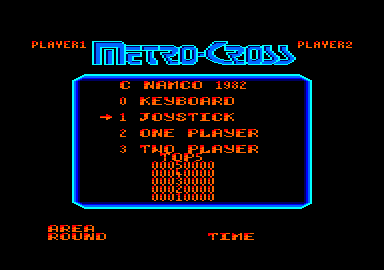 PLAYER1 METRO-CROSS PLAYER2
C NAMCO 1982
0 KEYBOARD
1 JOYSTICK
2 ONE PLAYER
3 TWO PLAYER
TOP5
00050000
00040000
00030000
00020000
00010000
AREA
ROUND TIME